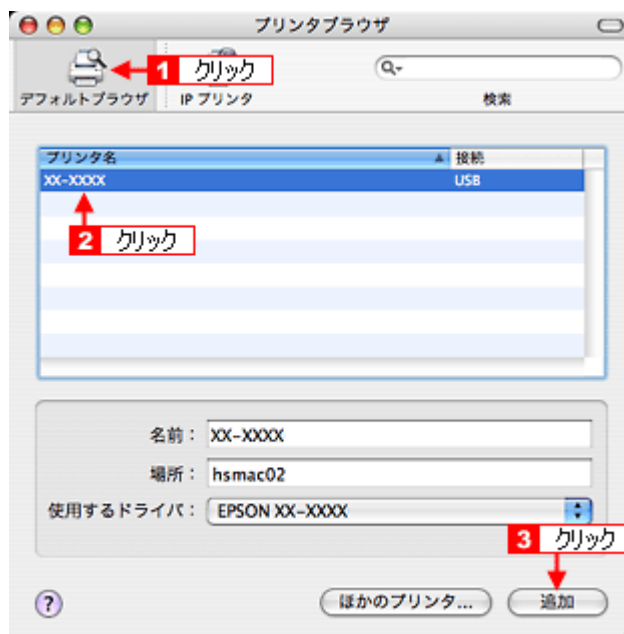 プリンタブラウザ
1 クリック
デフォルトブラウザ IP プリンタ 検索
プリンタ名 接続
XX-XXXX USB
2 クリック
名前： XX-XXXX
場所： hsmac02
使用するドライバ： EPSON XX-XXXX
3 クリック
? ほかのプリンタ... 追加